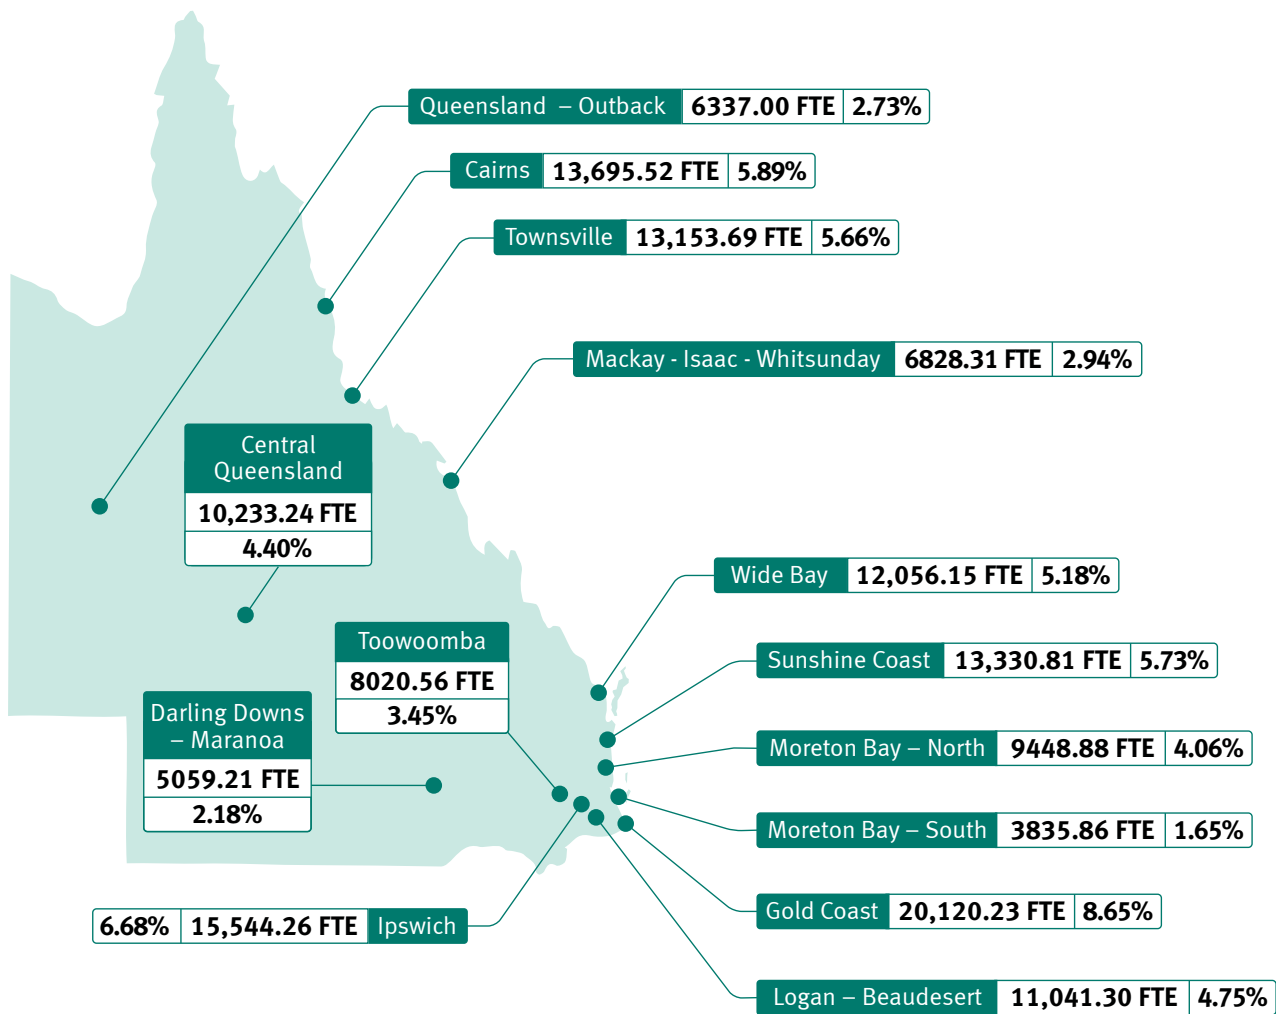 Queensland – Outback 6337.00 FTE 2.73%
Cairns 13,695.52 FTE 5.89%
Townsville 13,153.69 FTE 5.66%
Mackay - Isaac - Whitsunday 6828.31 FTE 2.94%
Central
Queensland
10,233.24 FTE
4.40%
Wide Bay 12,056.15 FTE 5.18%
Toowoomba
8020.56 FTE
3.45%
Sunshine Coast 13,330.81 FTE 5.73%
Darling Downs
– Maranoa
5059.21 FTE
2.18%
Moreton Bay – North 9448.88 FTE 4.06%
Moreton Bay – South 3835.86 FTE 1.65%
Gold Coast 20,120.23 FTE 8.65%
6.68% 15,544.26 FTE Ipswich
Logan – Beaudesert 11,041.30 FTE 4.75%